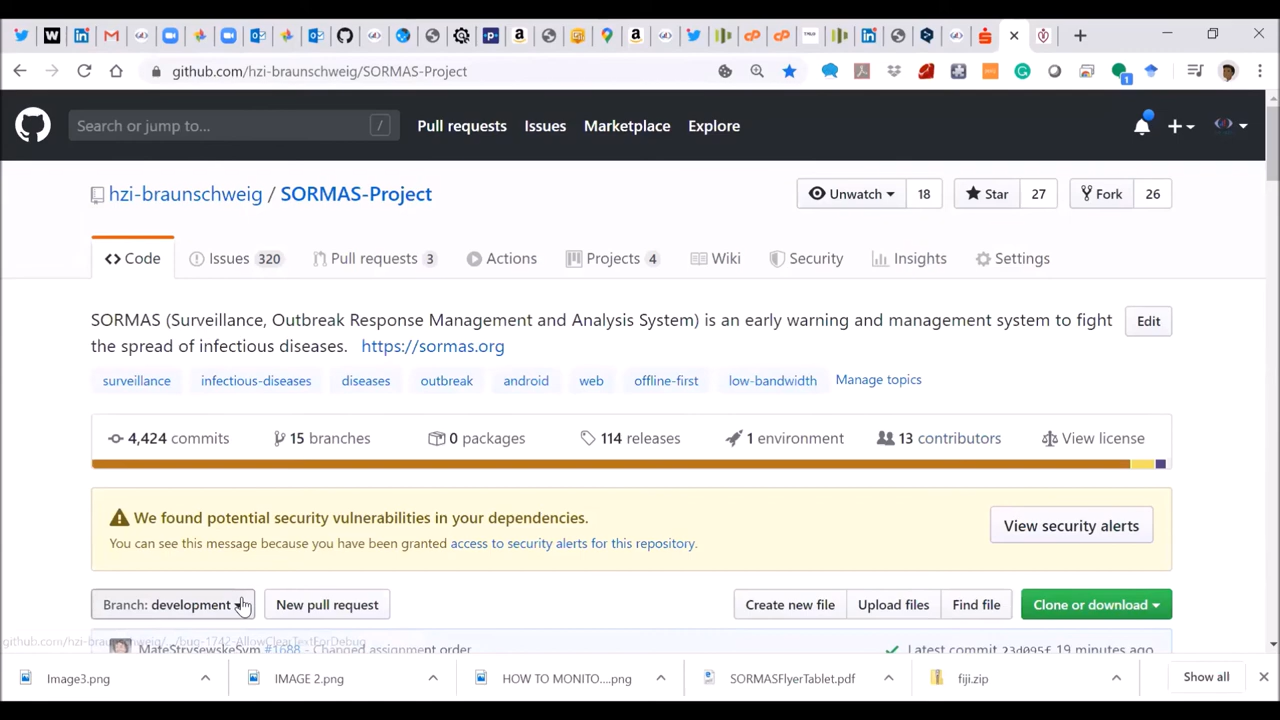 github.com/hzi-braunschweig/SORMAS-Project
1
Search or jump to...
/
Pull requests
Issues
Marketplace
Explore
hzi-braunschweig / SORMAS-Project
Unwatch
18
Star
27
Fork
26
<> Code
Issues 320
Pull requests 3
Actions
Projects 4
Wiki
Security
Insights
Settings
SORMAS (Surveillance, Outbreak Response Management and Analysis System) is an early warning and management system to fight
the spread of infectious diseases. https://sormas.org
Edit
surveillance
infectious-diseases
diseases
outbreak
android
web
offline-first
low-bandwidth
Manage topics
4,424 commits
15 branches
0 packages
114 releases
1 environment
13 contributors
View license
We found potential security vulnerabilities in your dependencies.
You can see this message because you have been granted access to security alerts for this repository.
View security alerts
Branch: development
New pull request
Create new file
Upload files
Find file
Clone or download
MateStrysewskeSym #1688 - Changed assignment order
Latest commit 23d095f 19 minutes ago
Image3.png
IMAGE 2.png
HOW TO MONITO....png
SORMASFlyerTablet.pdf
fiji.zip
Show all